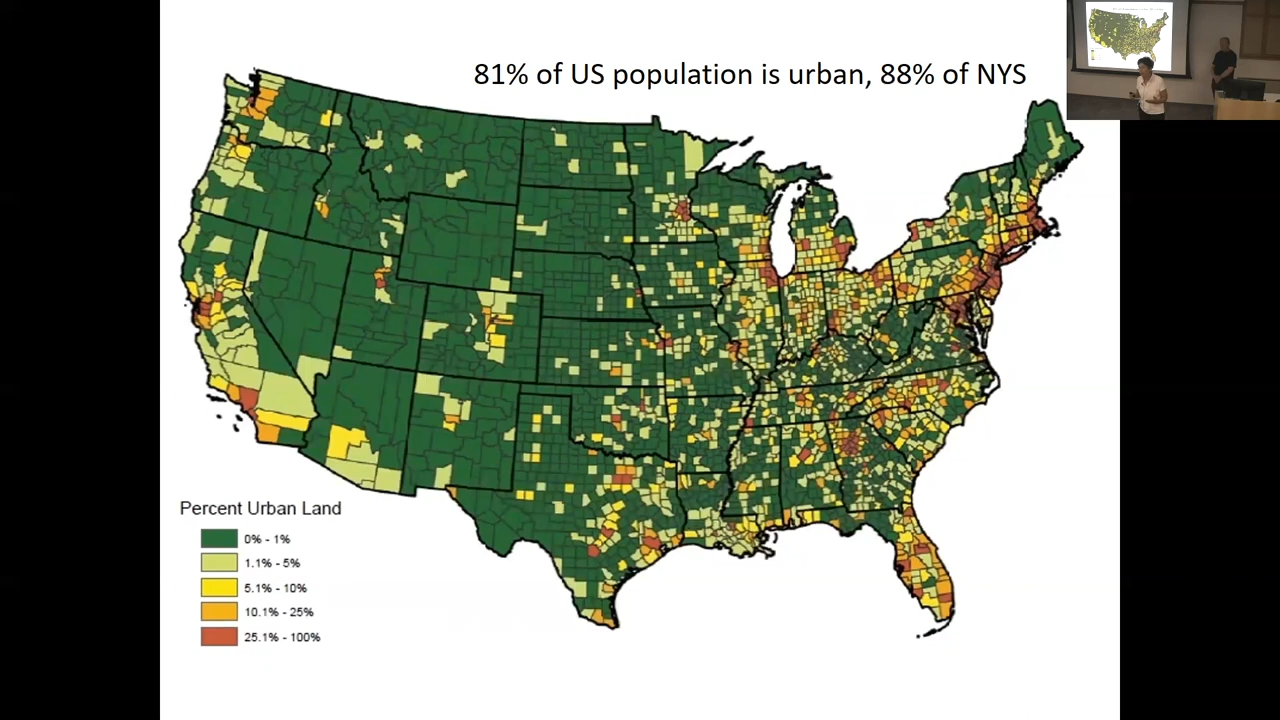 81% of US population is urban, 88% of NYS
Percent Urban Land
0% - 1%
1.1% - 5%
5.1% - 10%
10.1% - 25%
25.1% - 100%